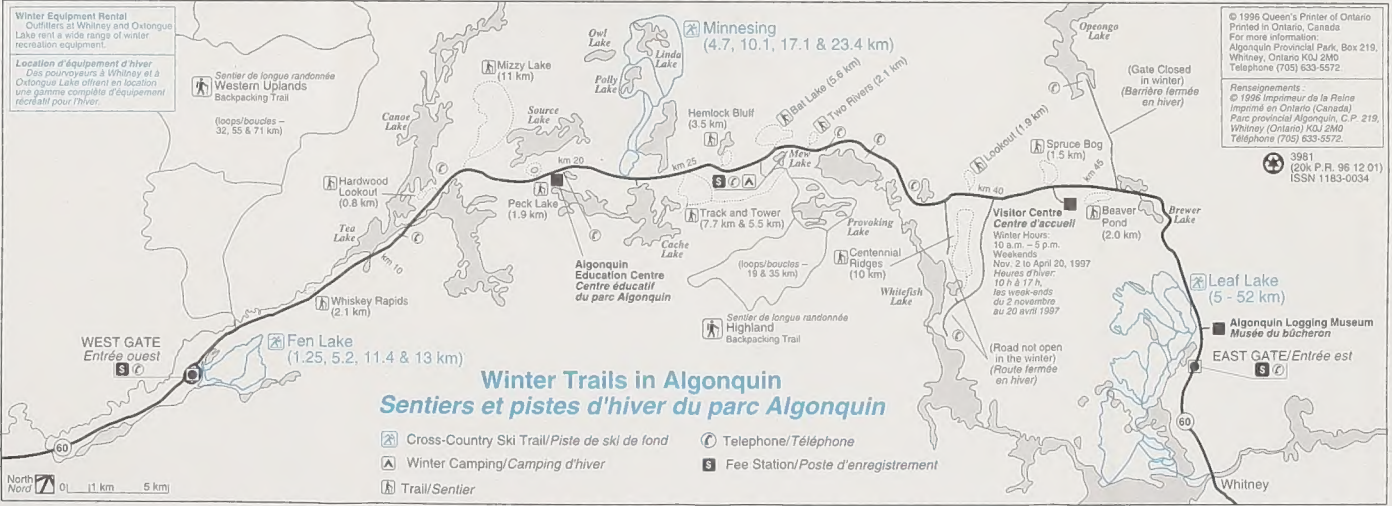 Winter Equipment Rental
Outfitters at Whitney and Oxtongue
Lake rent a wide range of winter
recreation equipment.
Location d'équipement d'hiver
Des pourvoyeurs à Whitney et à
Oxtongue Lake offrent en location
une gamme complète d'équipement
récréatif pour l'hiver.
Sentier de longue randonnée
Western Uplands
Backpacking Trail
(loops/boucles –
32, 55 & 71 km)
Canoe
Lake
Mizzy Lake
(11 km)
Source
Lake
Owl
Lake
Polly
Lake
Linda
Lake
Minnesing
(4.7, 10.1, 17.1 & 23.4 km)
Hemlock Bluff
(3.5 km)
Bat Lake (5.6 km)
Two Rivers (2.1 km)
Mew
Lake
Opeongo
Lake
(Gate Closed
in winter)
(Barrière fermée
en hiver)
Lookout (1.9 km)
Spruce Bog
(1.5 km)
© 1996 Queen's Printer of Ontario
Printed in Ontario, Canada
For more information:
Algonquin Provincial Park, Box 219,
Whitney, Ontario K0J 2M0
Telephone (705) 633-5572.
Renseignements :
© 1996 Imprimeur de la Reine
Imprimé en Ontario (Canada)
Parc provincial Algonquin, C.P. 219,
Whitney (Ontario) K0J 2M0
Téléphone (705) 633-5572.
3981
(20k P.R. 96 12 01)
ISSN 1183-0034
km 20
km 25
km 40
km 45
km 10
Hardwood
Lookout
(0.8 km)
Tea
Lake
Peck Lake
(1.9 km)
Algonquin
Education Centre
Centre éducatif
du parc Algonquin
Cache
Lake
Track and Tower
(7.7 km & 5.5 km)
Provoking
Lake
(loops/boucles –
19 & 35 km)
Sentier de longue randonnée
Highland
Backpacking Trail
Centennial
Ridges
(10 km)
Whitefish
Lake
Visitor Centre
Centre d'accueil
Winter Hours:
10 a.m. – 5 p.m.
Weekends
Nov. 2 to April 20, 1997
Heures d'hiver:
10 h à 17 h,
les week-ends
du 2 novembre
au 20 avril 1997
(Road not open
in the winter)
(Route fermée
en hiver)
Beaver
Pond
(2.0 km)
Brewer
Lake
Leaf Lake
(5 - 52 km)
Algonquin Logging Museum
Musée du bûcheron
EAST GATE/Entrée est
S
Whiskey Rapids
(2.1 km)
WEST GATE
Entrée ouest
S
Fen Lake
(1.25, 5.2, 11.4 & 13 km)
S
60
60
Whitney
Winter Trails in Algonquin
Sentiers et pistes d'hiver du parc Algonquin
Cross-Country Ski Trail/Piste de ski de fond
Winter Camping/Camping d'hiver
Trail/Sentier
Telephone/Téléphone
S Fee Station/Poste d'enregistrement
North
Nord
0 1 km 5 km